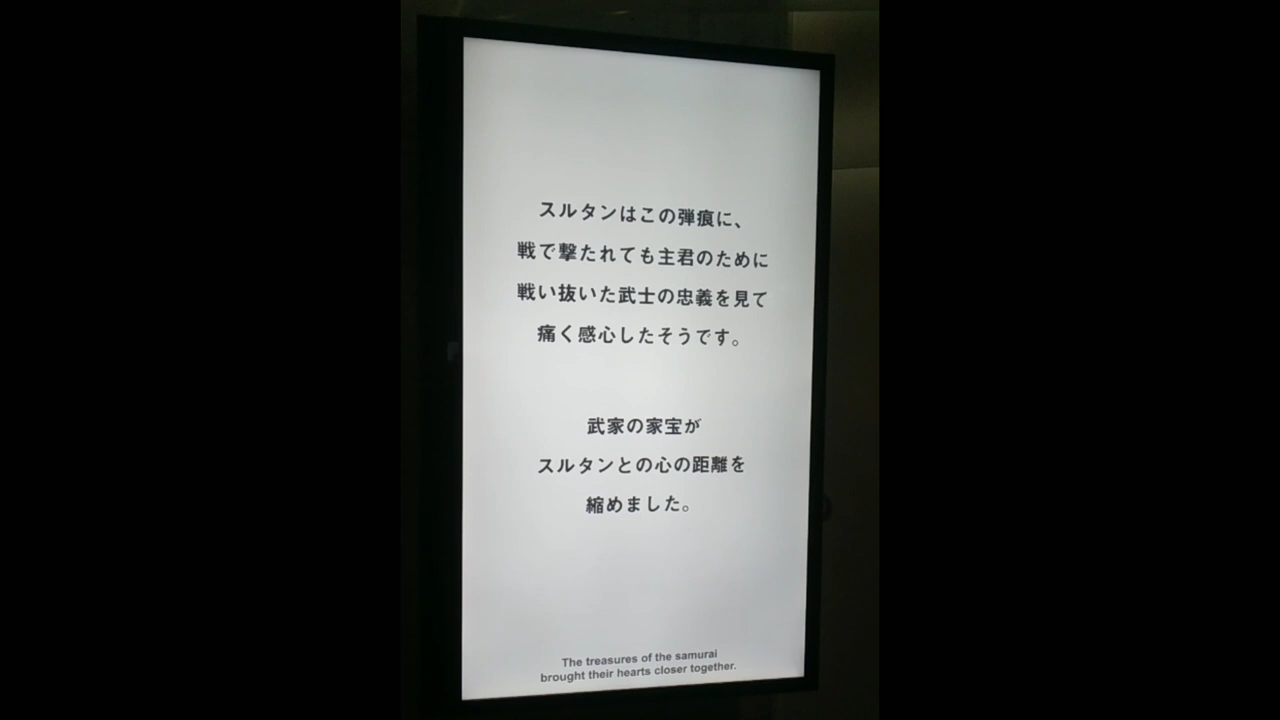 スルタンはこの弾痕に、
戦で撃たれても主君のために
戦い抜いた武士の忠義を見て
痛く感心したそうです。
武家の家宝が
スルタンとの心の距離を
縮めました。
The treasures of the samurai
brought their hearts closer together.